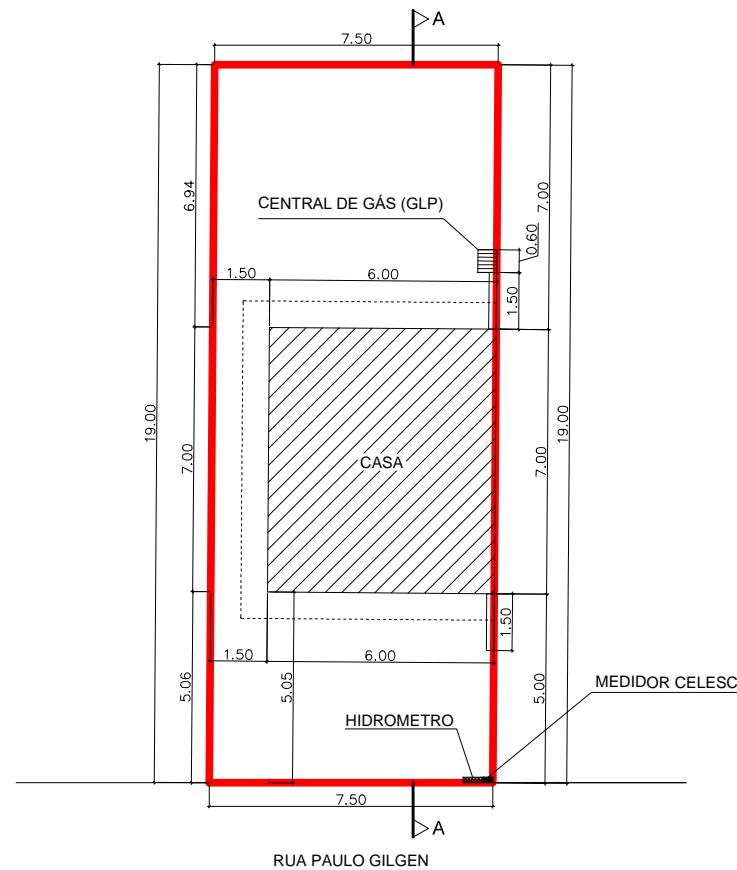 A
7.50
6.94
7.00
CENTRAL DE GÁS (GLP)
0.60
1.50
6.00
1.50
19.00
7.00
CASA
7.00
19.00
1.50
1.50
6.00
5.06
5.05
5.00
MEDIDOR CELESC
HIDROMETRO
7.50
A
RUA PAULO GILGEN